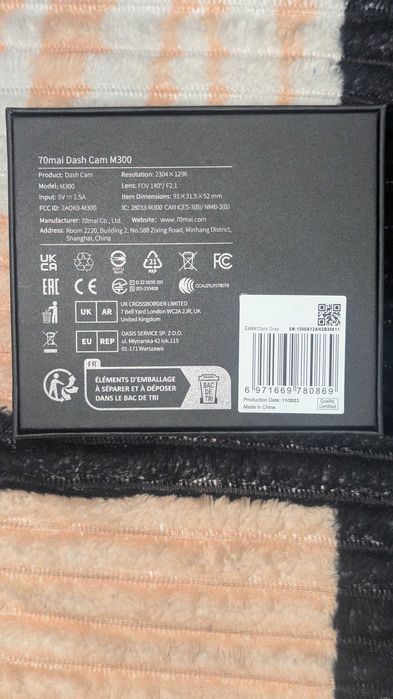 70mai Dash Cam M300
Product: Dash Cam
Resolution: 2304×1296
Model: M300
Lens: FOV 140°/ F2.1
Input: 5V⎓1.5A
Item Dimensions: 91×31.5×52 mm
FCC ID: 2AOK9-M300
IC: 28033-M300 CAN ICES-3(B)/ NMB-3(B)
Manufacturer: 70mai Co., Ltd.
Website: www.70mai.com
Address: Room 2220, Building 2, No.588 Zixing Road, Minhang District,
Shanghai, China
UK
CA
21
PAP
FC
EAC
CE
201-210408
UK AR
UK CROSSBORDER LIMITED
7 Bell Yard London WC2A 2JR, UK
United Kingdom
EU REP
OASIS SERVICE SP. Z O.O.
ul. Młynarska 42 lok.115
01-171 Warszawa
FR
ÉLÉMENTS D'EMBALLAGE
À SÉPARER ET À DÉPOSER
DANS LE BAC DE TRI
BAC
DE
TRI
Color:Dark Gray
6 971669 780869
Production Date: 11/2023
Made in China
Quality
Certified